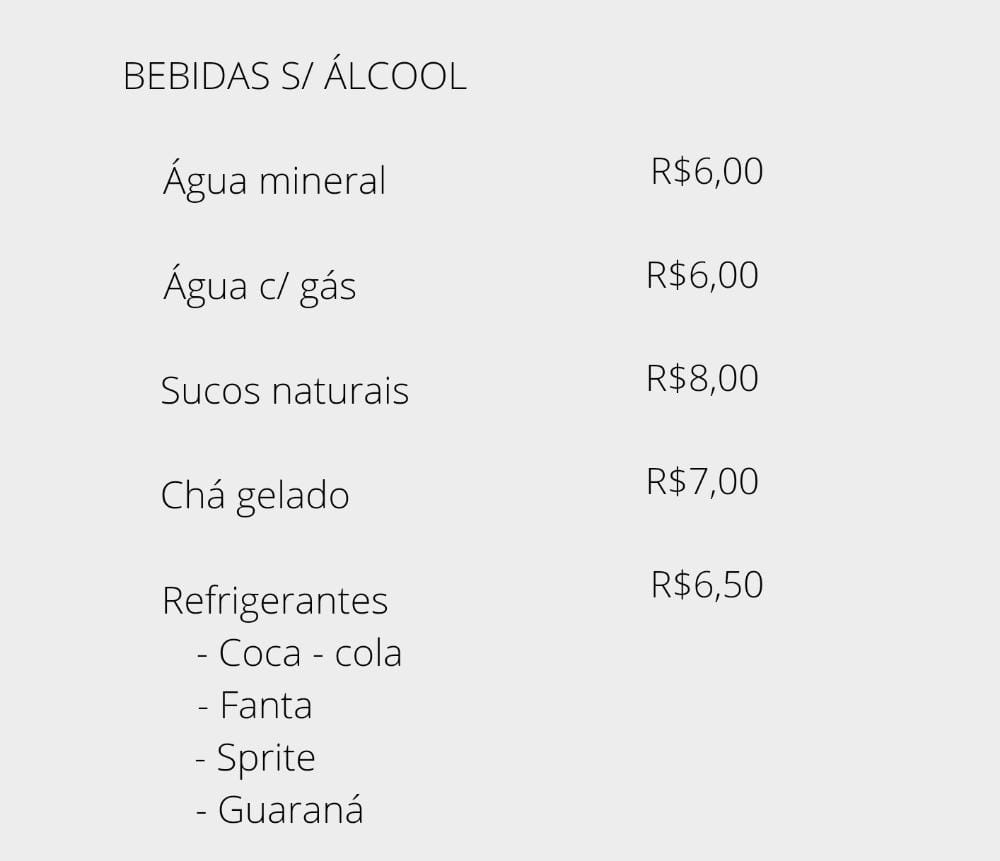 BEBIDAS S/ ÁLCOOL
Água mineral R$6,00
Água c/ gás R$6,00
Sucos naturais R$8,00
Chá gelado R$7,00
Refrigerantes R$6,50
- Coca - cola
- Fanta
- Sprite
- Guaraná